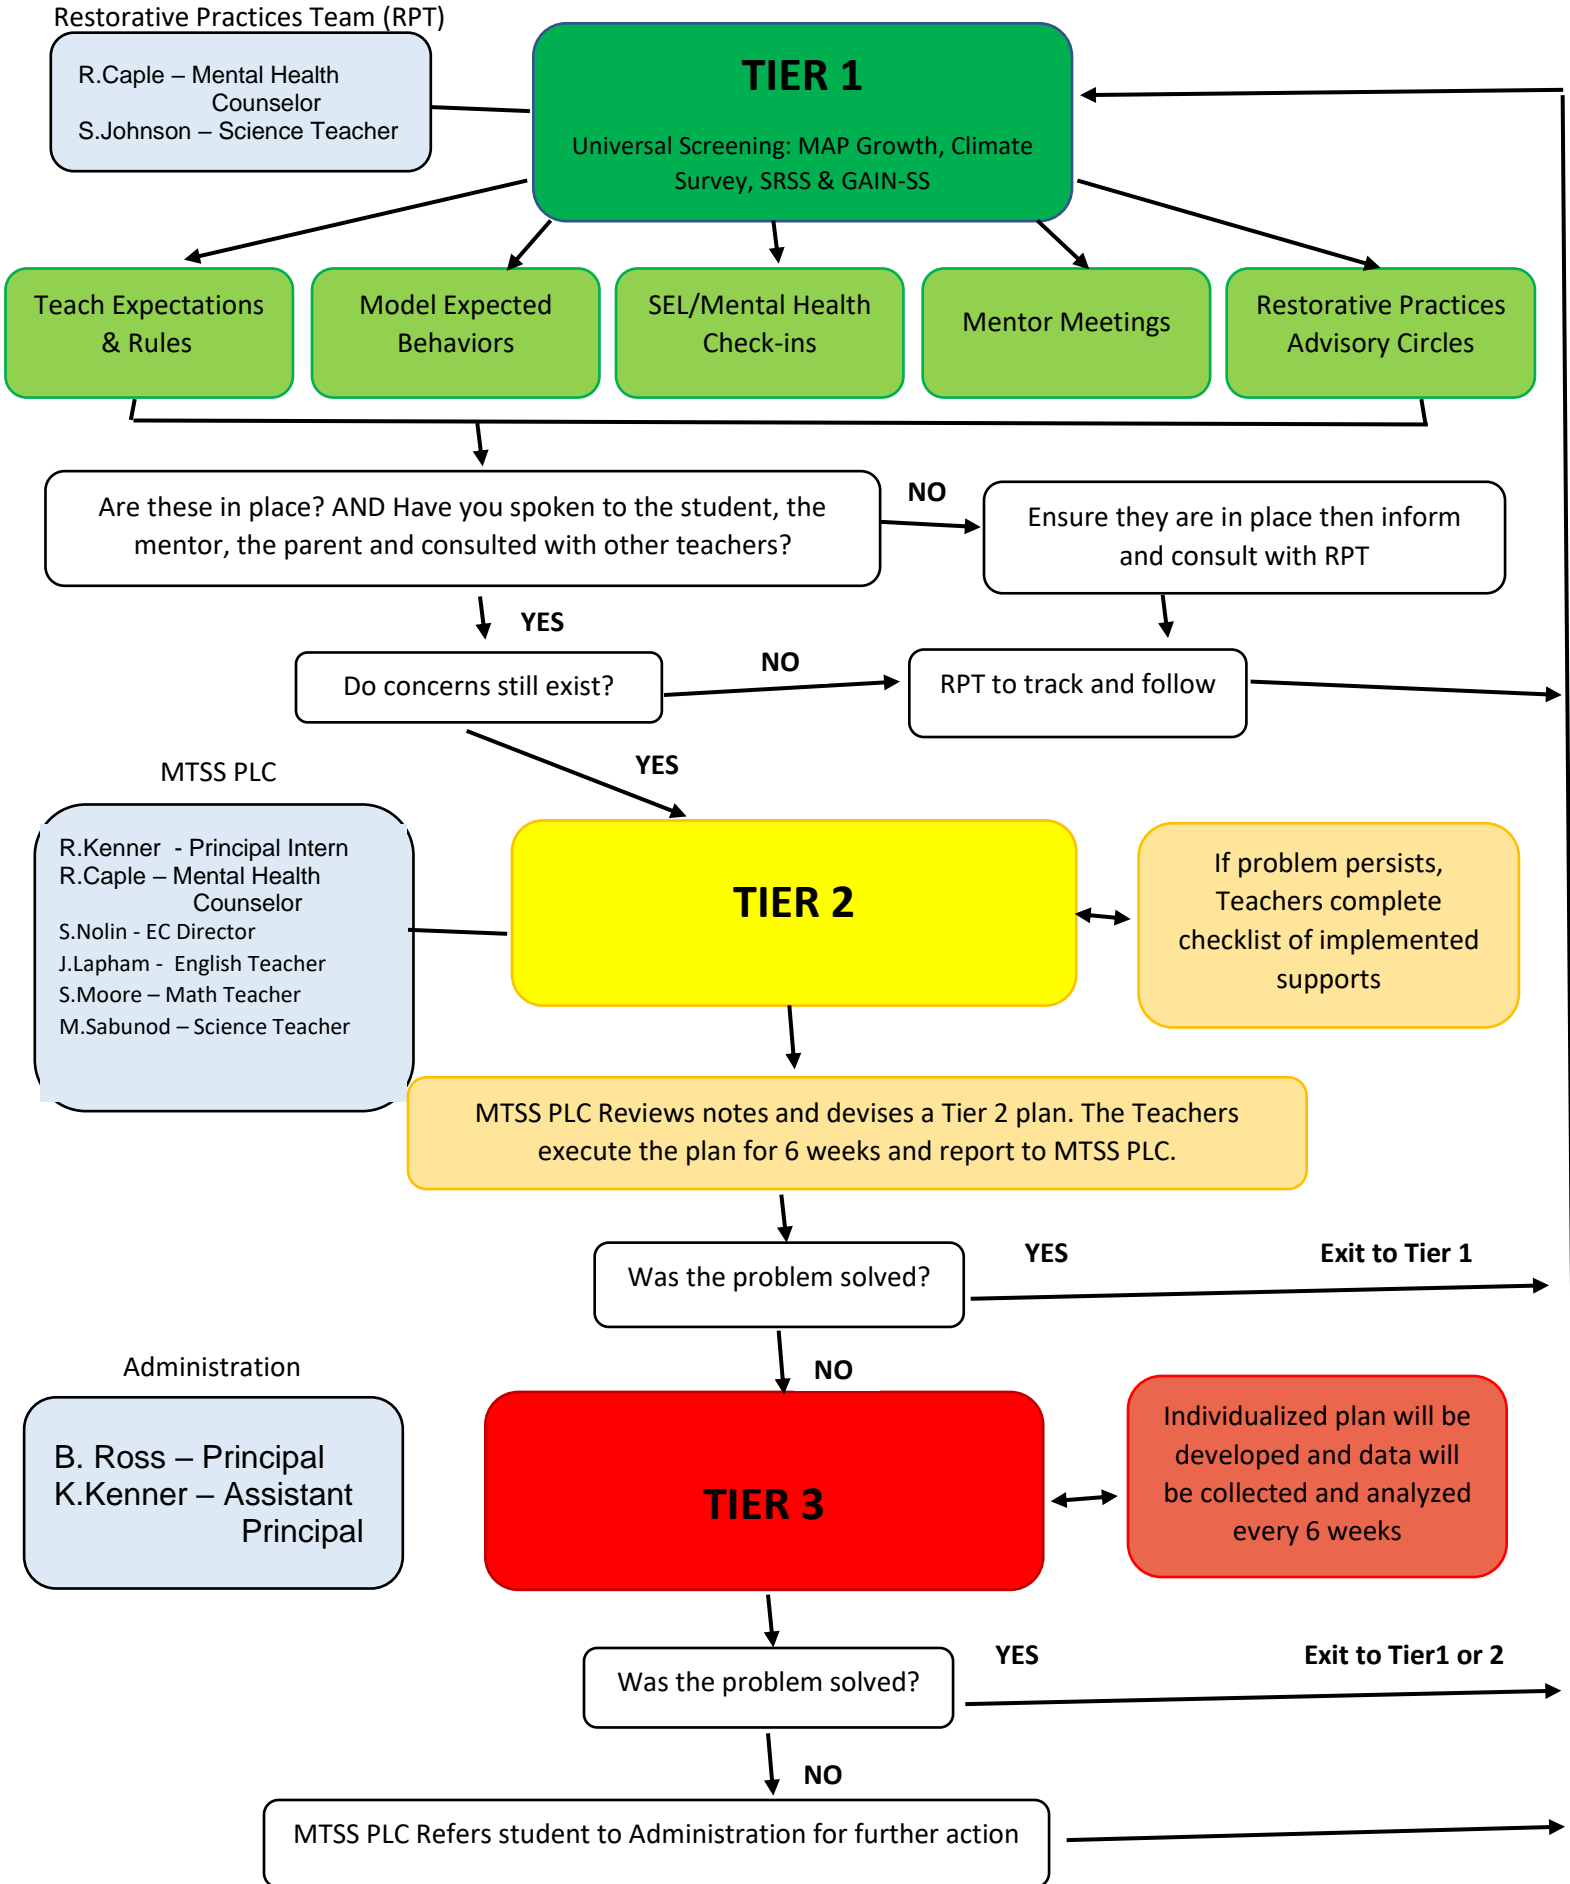 Restorative Practices Team (RPT)
R.Caple – Mental Health
Counselor
S.Johnson – Science Teacher
TIER 1
Universal Screening: MAP Growth, Climate
Survey, SRSS & GAIN-SS
Teach Expectations
& Rules
Model Expected
Behaviors
SEL/Mental Health
Check-ins
Mentor Meetings
Restorative Practices
Advisory Circles
Are these in place? AND Have you spoken to the student, the
mentor, the parent and consulted with other teachers?
NO
Ensure they are in place then inform
and consult with RPT
YES
Do concerns still exist?
NO
RPT to track and follow
YES
MTSS PLC
R.Kenner - Principal Intern
R.Caple – Mental Health
Counselor
S.Nolin - EC Director
J.Lapham - English Teacher
S.Moore – Math Teacher
M.Sabunod – Science Teacher
TIER 2
If problem persists,
Teachers complete
checklist of implemented
supports
MTSS PLC Reviews notes and devises a Tier 2 plan. The Teachers
execute the plan for 6 weeks and report to MTSS PLC.
Was the problem solved?
YES
Exit to Tier 1
NO
Administration
B. Ross – Principal
K.Kenner – Assistant
Principal
TIER 3
Individualized plan will be
developed and data will
be collected and analyzed
every 6 weeks
Was the problem solved?
YES
Exit to Tier1 or 2
NO
MTSS PLC Refers student to Administration for further action